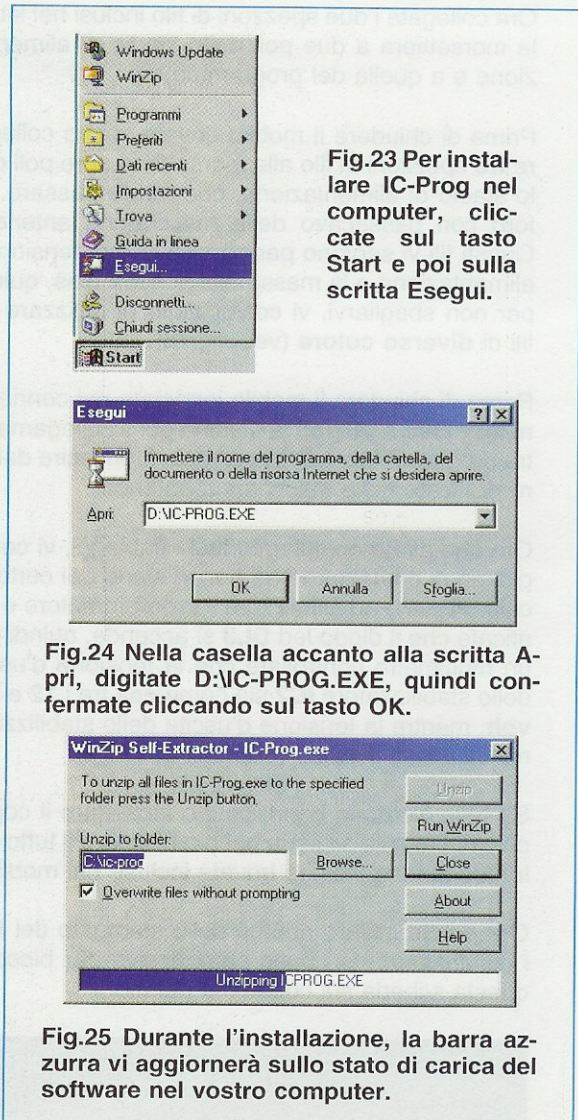 Windows Update
WinZip
Programmi
Preferiti
Dati recenti
Impostazioni
Trova
Guida in linea
Esegui...
Disconnetti...
Chiudi sessione...
Start
Fig.23 Per instal-
lare IC-Prog nel
computer, clic-
cate sul tasto
Start e poi sulla
scritta Esegui.
Esegui
Immettere il nome del programma, della cartella, del
documento o della risorsa Internet che si desidera aprire.
Apri: D:\IC-PROG.EXE
OK Annulla Sfoglia...
Fig.24 Nella casella accanto alla scritta A-
pri, digitate D:\IC-PROG.EXE, quindi con-
fermate cliccando sul tasto OK.
WinZip Self-Extractor - IC-Prog.exe
To unzip all files in IC-Prog.exe to the specified
folder press the Unzip button.
Unzip to folder:
C:\ic-prog Browse...
Overwrite files without prompting
Unzip
Run WinZip
Close
About
Help
Unzipping ICPROG.EXE
Fig.25 Durante l'installazione, la barra az-
zurra vi aggiornerà sullo stato di carica del
software nel vostro computer.